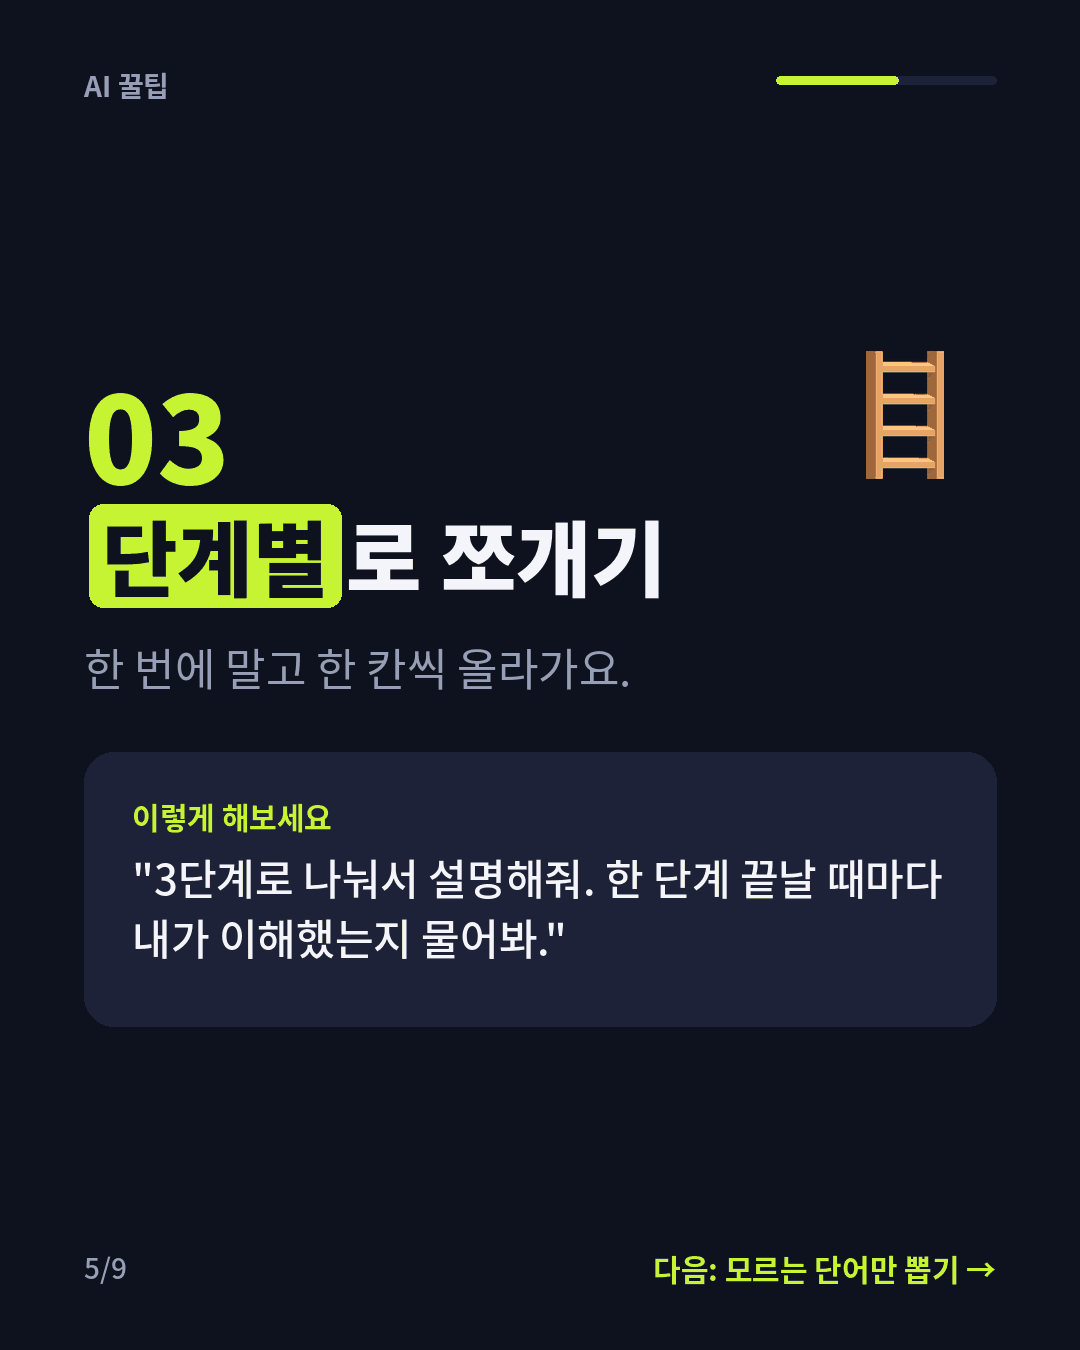 AI 꿀팁
03
단계별로 쪼개기
한 번에 말고 한 칸씩 올라가요.
이렇게 해보세요
"3단계로 나눠서 설명해줘. 한 단계 끝날 때마다
내가 이해했는지 물어봐."
5/9
다음: 모르는 단어만 뽑기 →